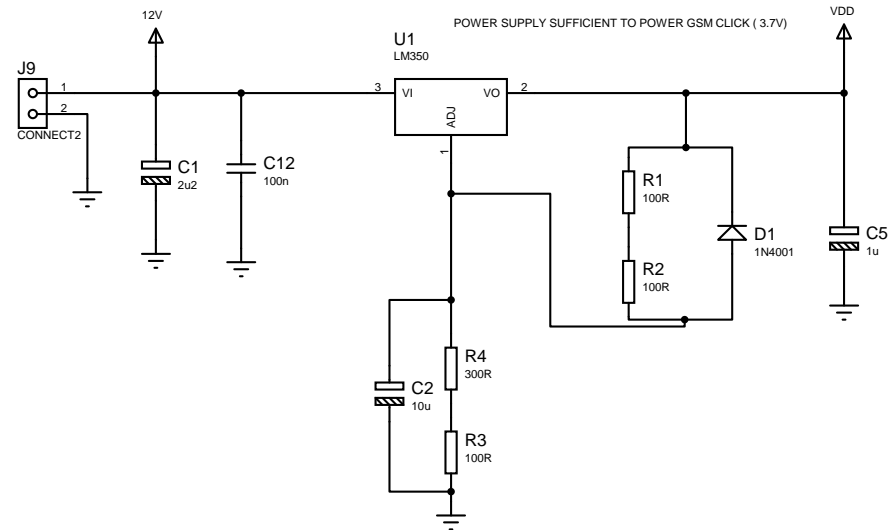 12V
POWER SUPPLY SUFFICIENT TO POWER GSM CLICK ( 3.7V)
VDD
U1
LM350
J9
1
2
CONNECT2
3
VI
VO
2
ADJ
1
C1
2u2
C12
100n
R1
100R
D1
1N4001
C5
1u
R2
100R
R4
300R
C2
10u
R3
100R